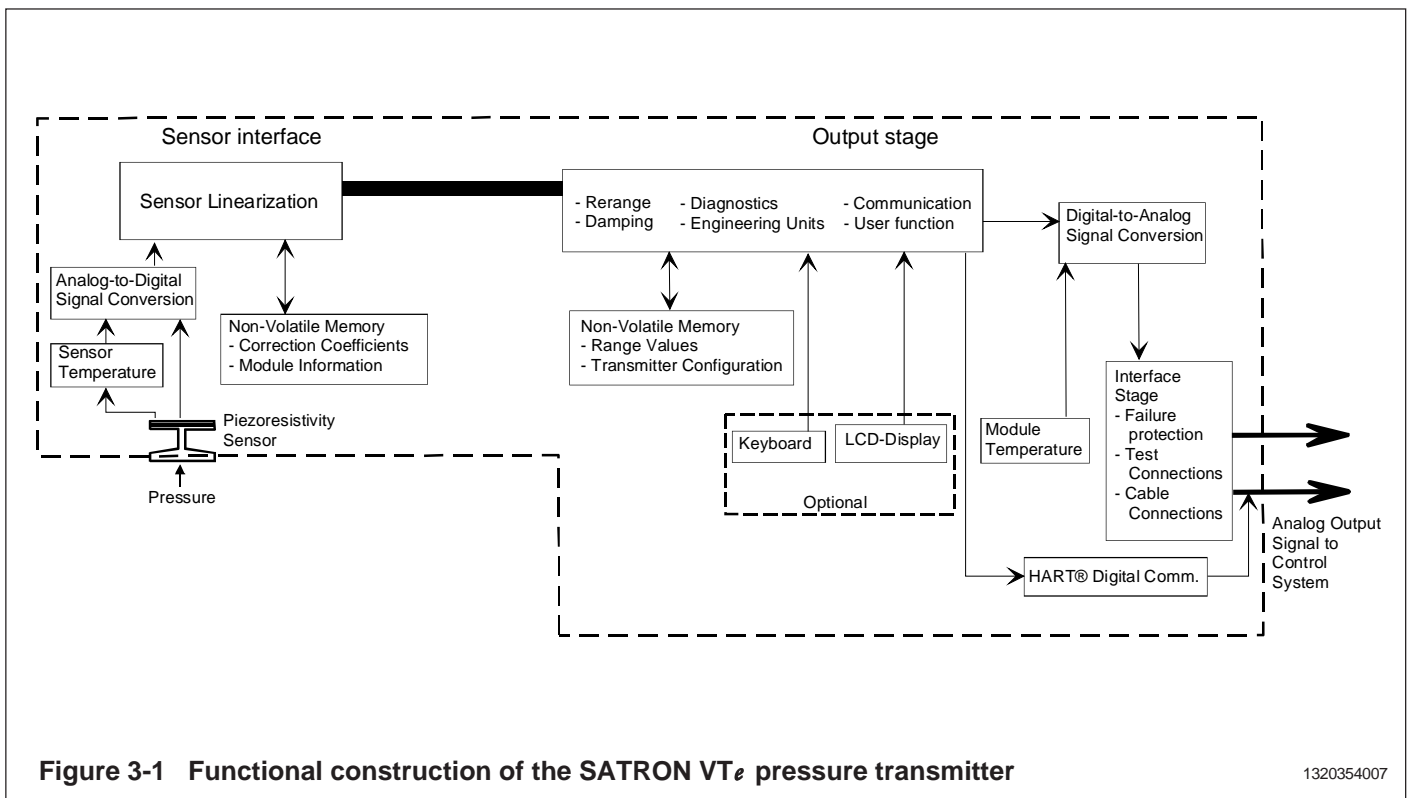 Sensor interface
Output stage
Sensor Linearization
- Rerange
- Damping
- Diagnostics
- Engineering Units
- Communication
- User function
Digital-to-Analog
Signal Conversion
Analog-to-Digital
Signal Conversion
Non-Volatile Memory
- Correction Coefficients
- Module Information
Non-Volatile Memory
- Range Values
- Transmitter Configuration
Sensor
Temperature
Interface
Stage
- Failure
protection
- Test
Connections
- Cable
Connections
Piezoresistivity
Sensor
Keyboard
LCD-Display
Module
Temperature
Pressure
Optional
Analog Output
Signal to
Control
System
HART® Digital Comm.
Figure 3-1 Functional construction of the SATRON VTe pressure transmitter
1320354007